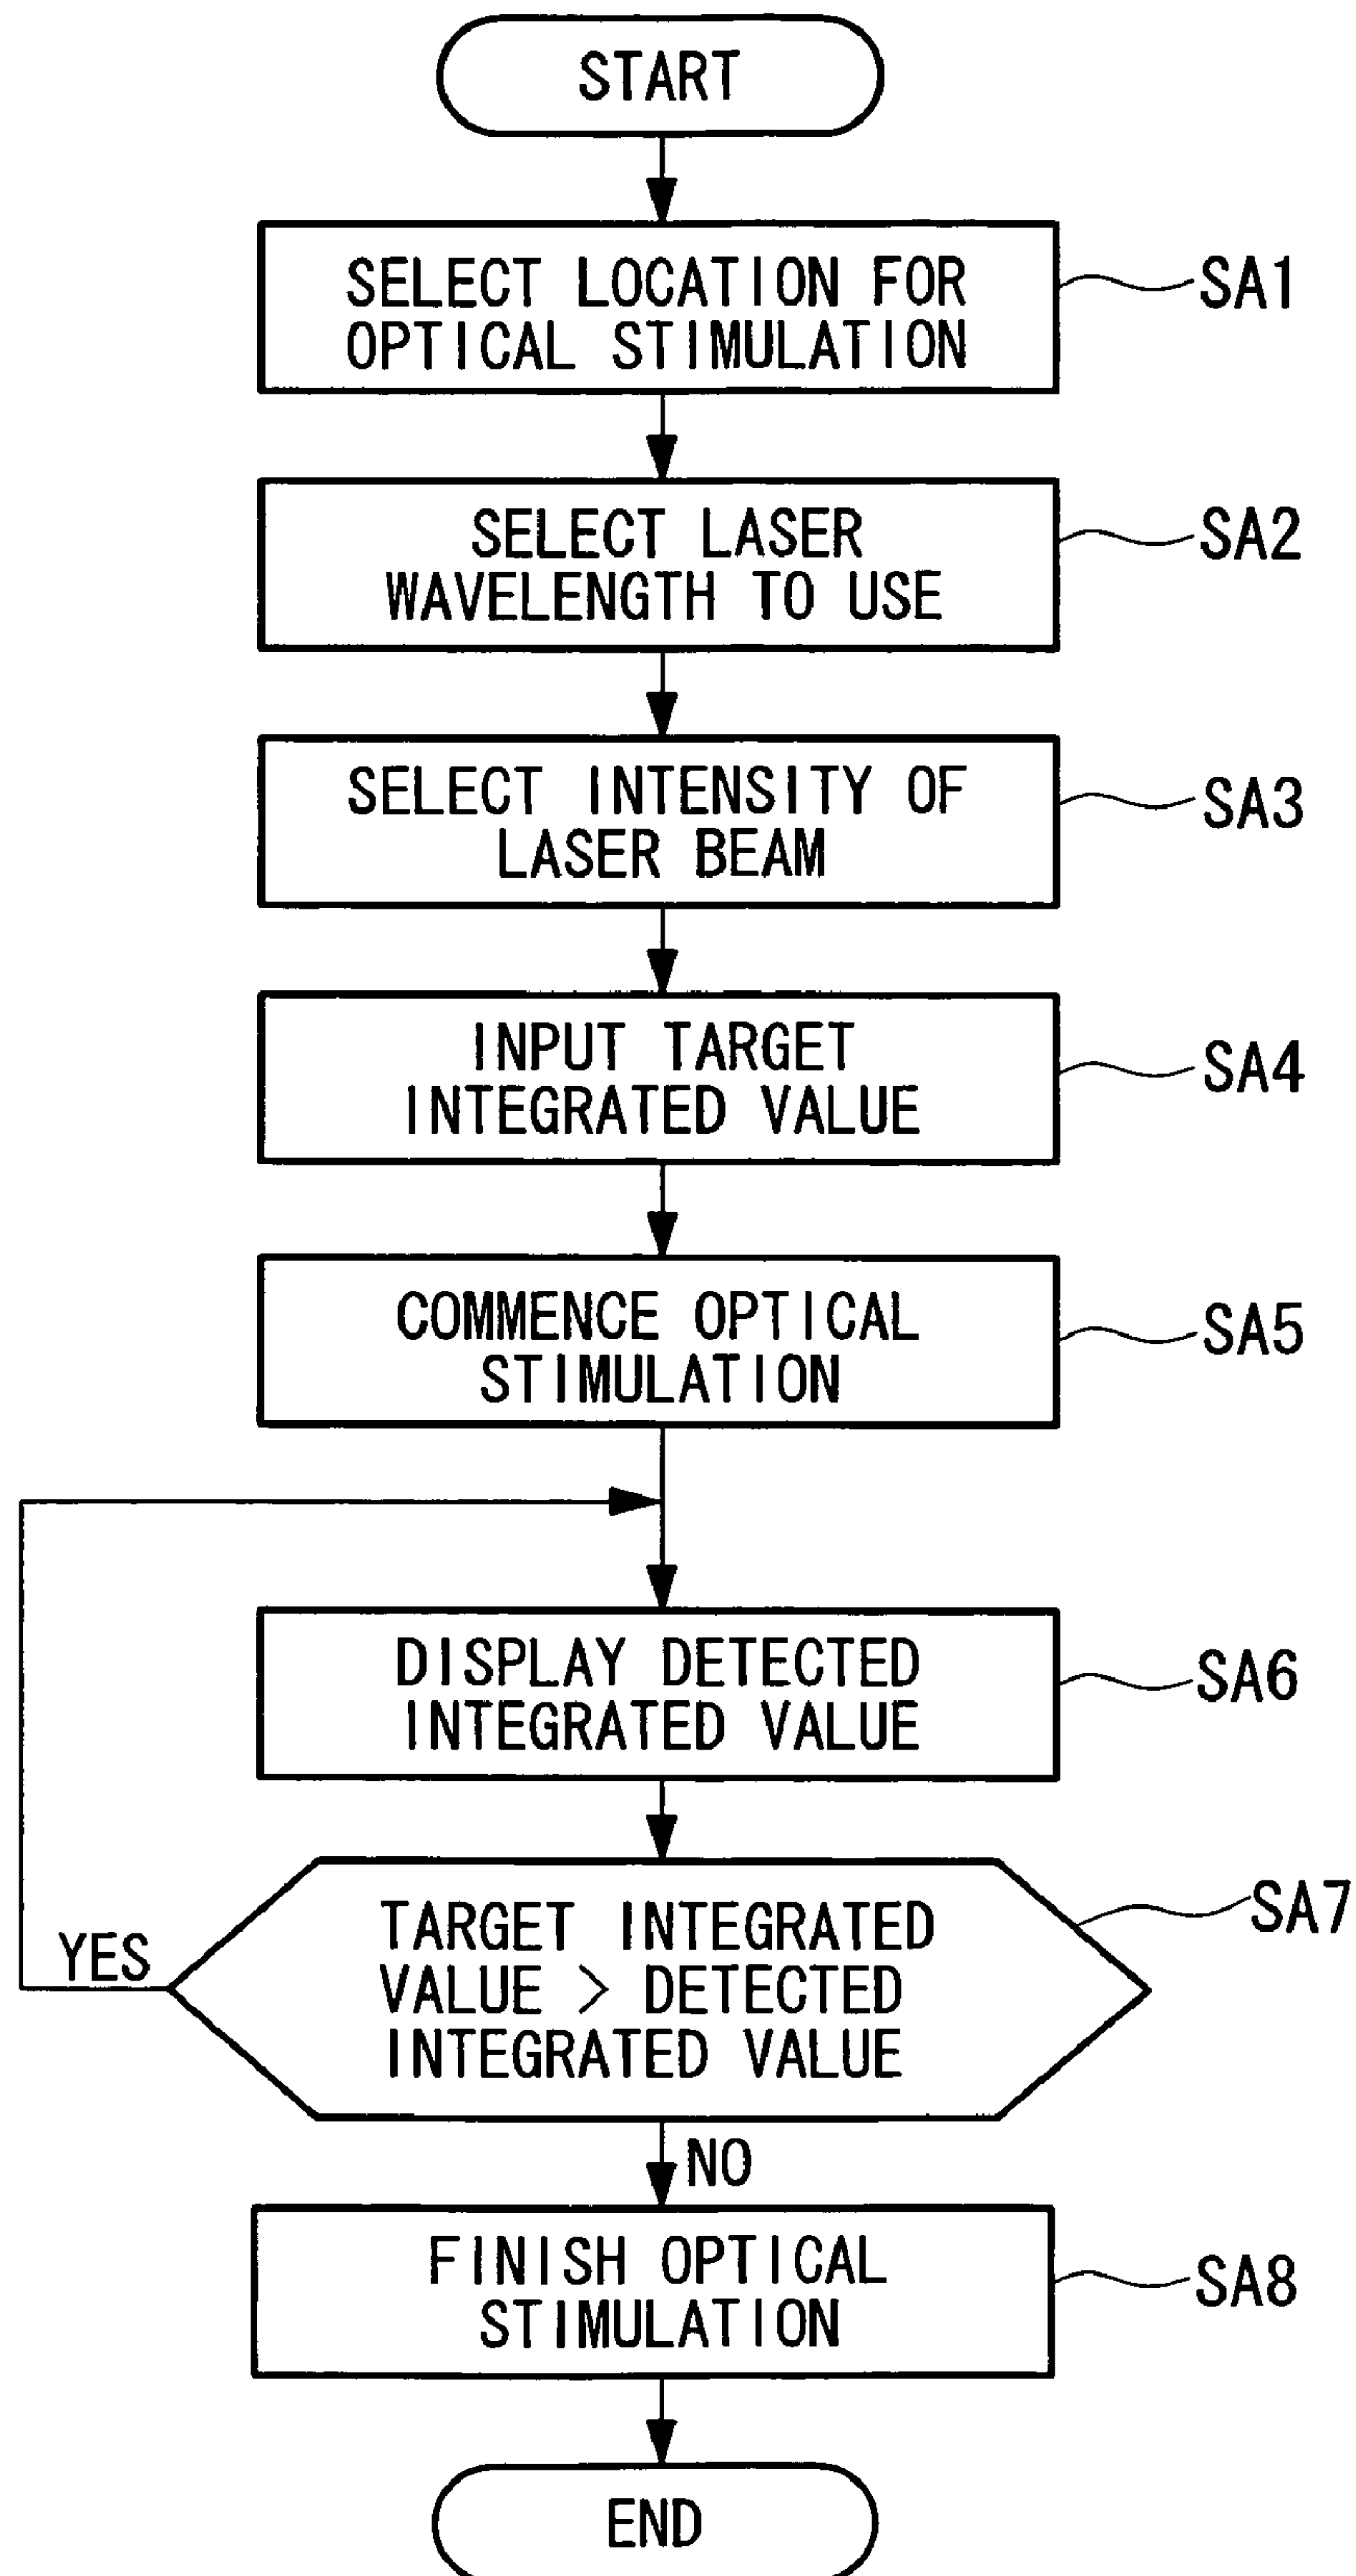 START
SELECT LOCATION FOR
OPTICAL STIMULATION
SA1
SELECT LASER
WAVELENGTH TO USE
SA2
SELECT INTENSITY OF
LASER BEAM
SA3
INPUT TARGET
INTEGRATED VALUE
SA4
COMMENCE OPTICAL
STIMULATION
SA5
DISPLAY DETECTED
INTEGRATED VALUE
SA6
TARGET INTEGRATED
VALUE > DETECTED
INTEGRATED VALUE
SA7
YES
NO
FINISH OPTICAL
STIMULATION
SA8
END